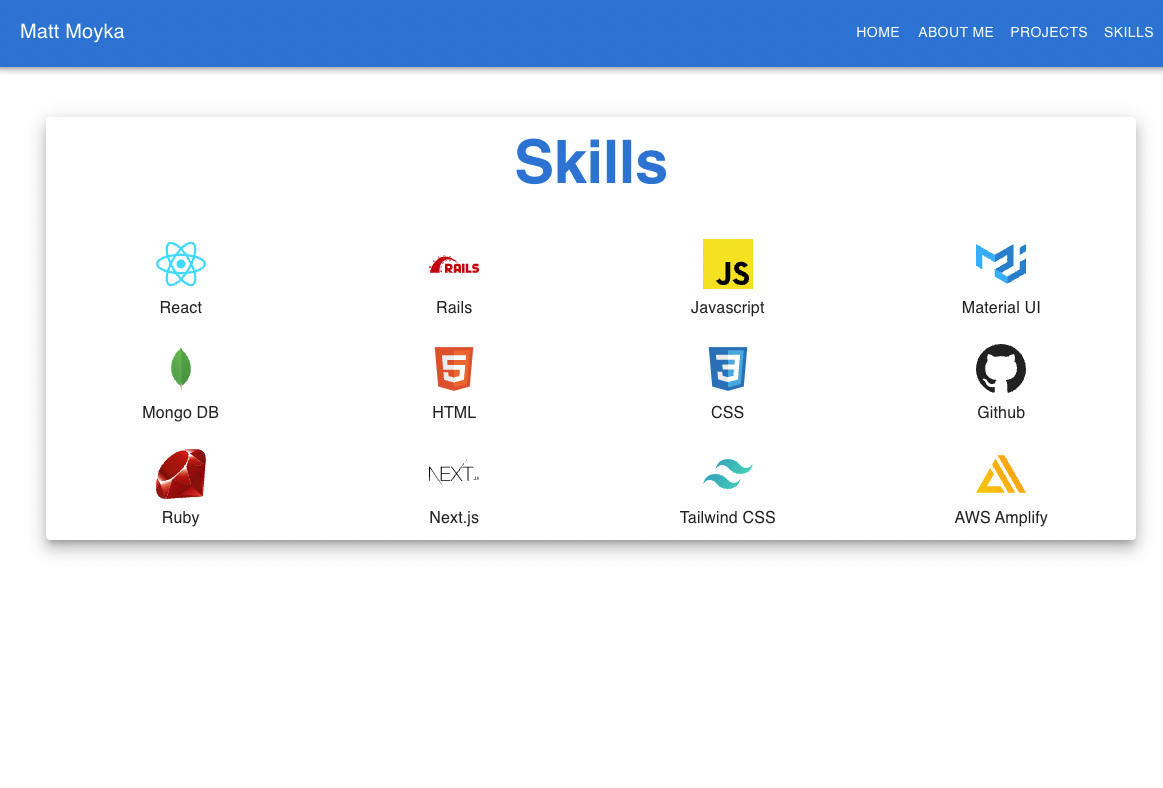 Matt Moyka
HOME ABOUT ME PROJECTS SKILLS
Skills
RAILS JS
React Rails Javascript Material UI
5 3
Mongo DB HTML CSS Github
NEXT.JS
Ruby Next.js Tailwind CSS AWS Amplify